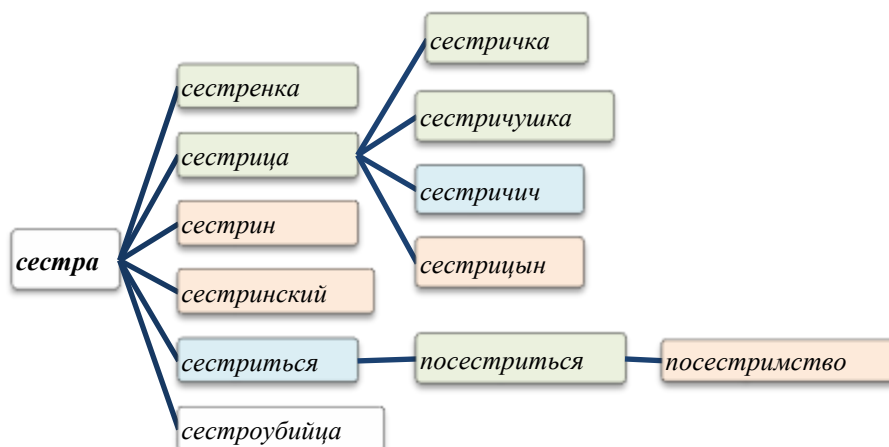 сестричка
сестренка
сестричушка
сестрица
сестричич
сестрин
сестрицын
сестра
сестринский
сестриться
посестриться
посестримство
сестроубийца